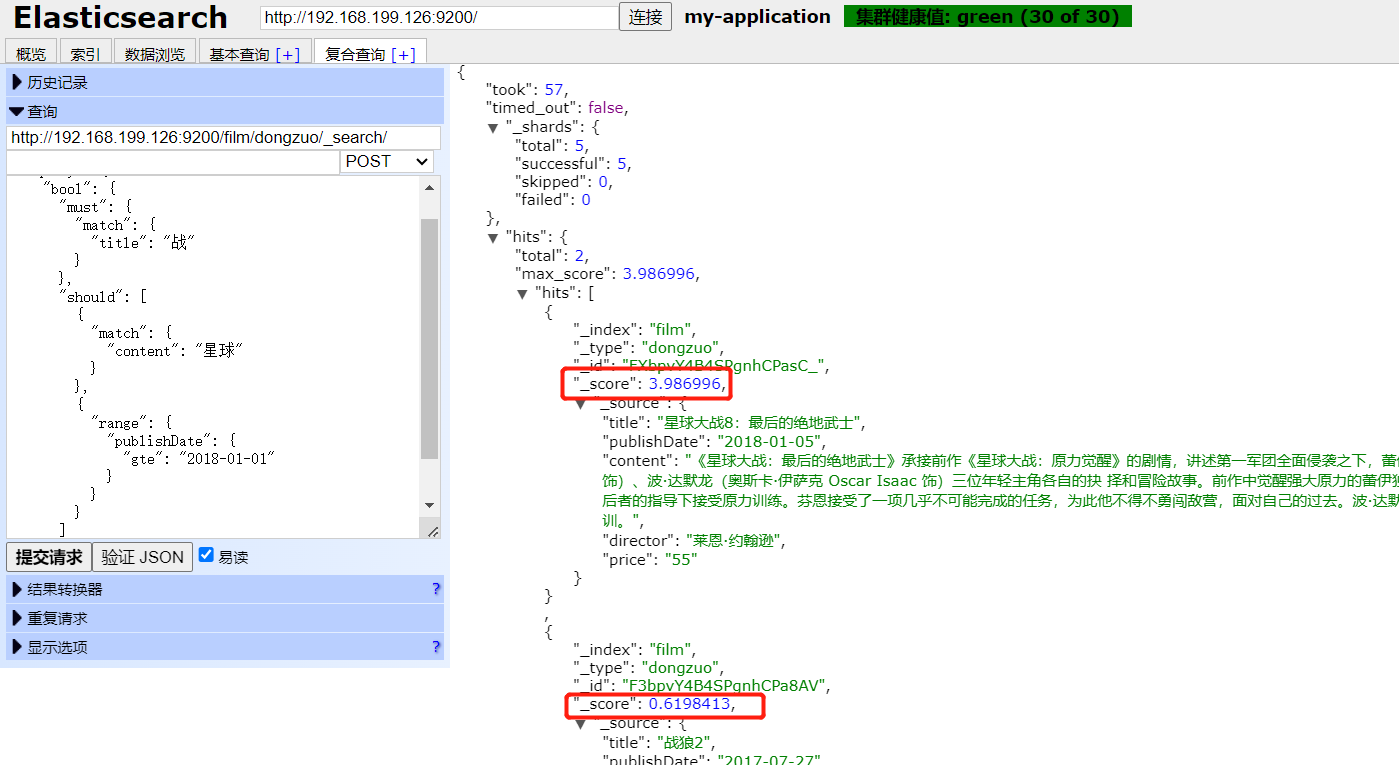 Elasticsearch
http://192.168.199.126:9200/
连接
my-application
集群健康值: green (30 of 30)
概览
索引
数据浏览
基本查询 [+]
复合查询 [+]
历史记录
查询
http://192.168.199.126:9200/film/dongzuo/_search/
POST
"bool": {
"must": {
"match": {
"title": "战"
}
},
"should": [
{
"match": {
"content": "星球"
}
},
{
"range": {
"publishDate": {
"gte": "2018-01-01"
}
}
}
]
提交请求
验证 JSON
易读
结果转换器 ?
重复请求
显示选项 ?
{
"took": 57,
"timed_out": false,
"_shards": {
"total": 5,
"successful": 5,
"skipped": 0,
"failed": 0
},
"hits": {
"total": 2,
"max_score": 3.986996,
"hits": [
{
"_index": "film",
"_type": "dongzuo",
"_id": "FXbpvY4B4SPgnhCPasC_",
"_score": 3.986996,
"_source": {
"title": "星球大战8：最后的绝地武士",
"publishDate": "2018-01-05",
"content": "《星球大战：最后的绝地武士》承接前作《星球大战：原力觉醒》的剧情，讲述第一军团全面侵袭之下，蕾
饰）、波·达默龙（奥斯卡·伊萨克 Oscar Isaac 饰）三位年轻主角各自的抉 择和冒险故事。前作中觉醒强大原力的蕾伊独
后者的指导下接受原力训练。芬恩接受了一项几乎不可能完成的任务，为此他不得不勇闯敌营，面对自己的过去。波·达默
训。",
"director": "莱恩·约翰逊",
"price": "55"
}
}
,
{
"_index": "film",
"_type": "dongzuo",
"_id": "F3bpvY4B4SPgnhCPa8AV",
"_score": 0.6198413,
"_source": {
"title": "战狼2",
"publishDate": "2017-07-27"